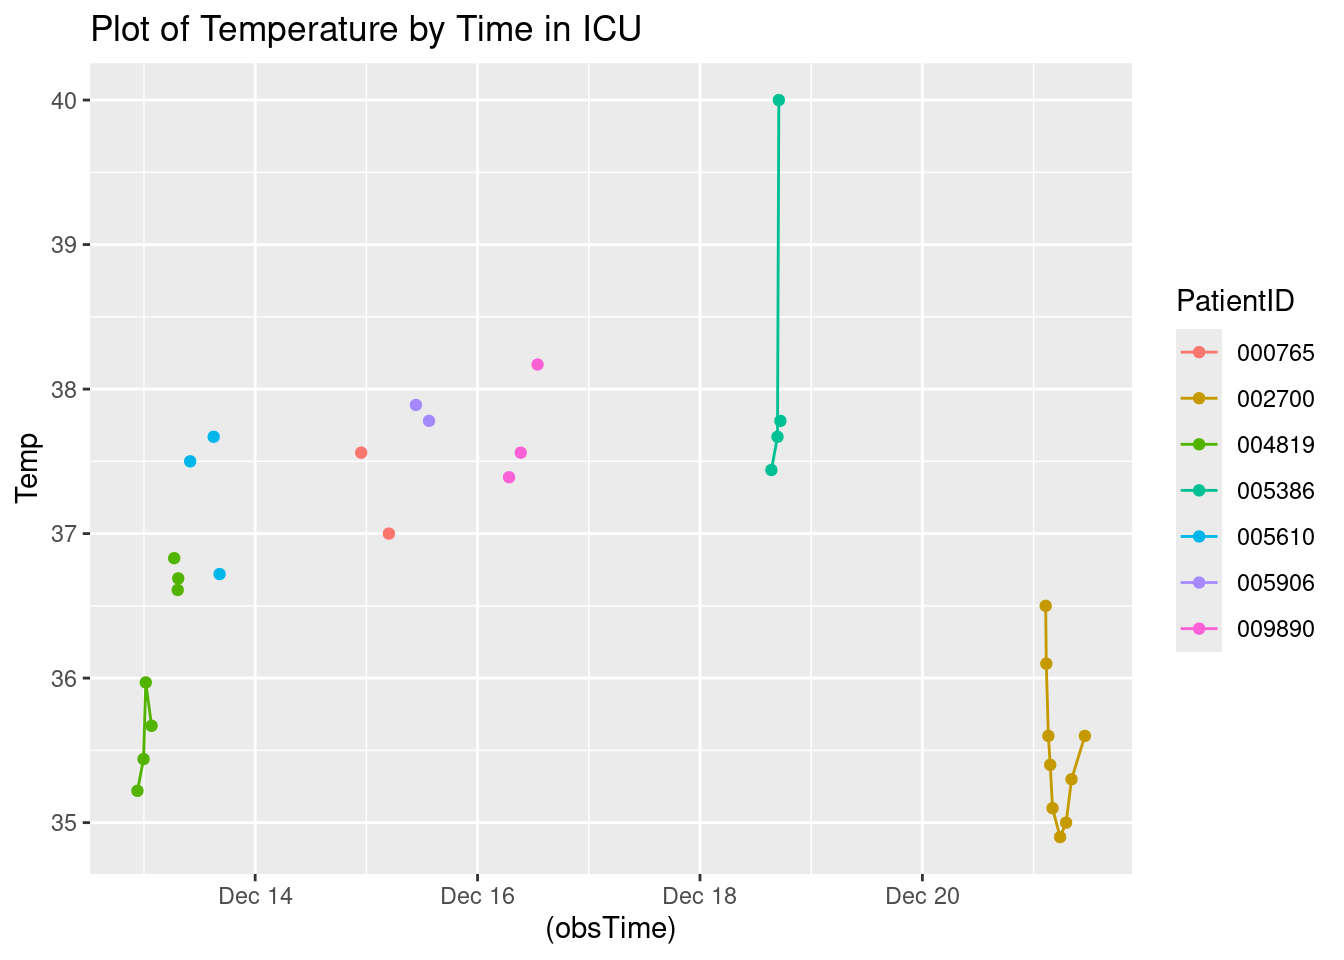 Plot of Temperature by Time in ICU
40
39
38
37
36
35
Temp
Dec 14
Dec 16
Dec 18
Dec 20
(obsTime)
PatientID
000765
002700
004819
005386
005610
005906
009890